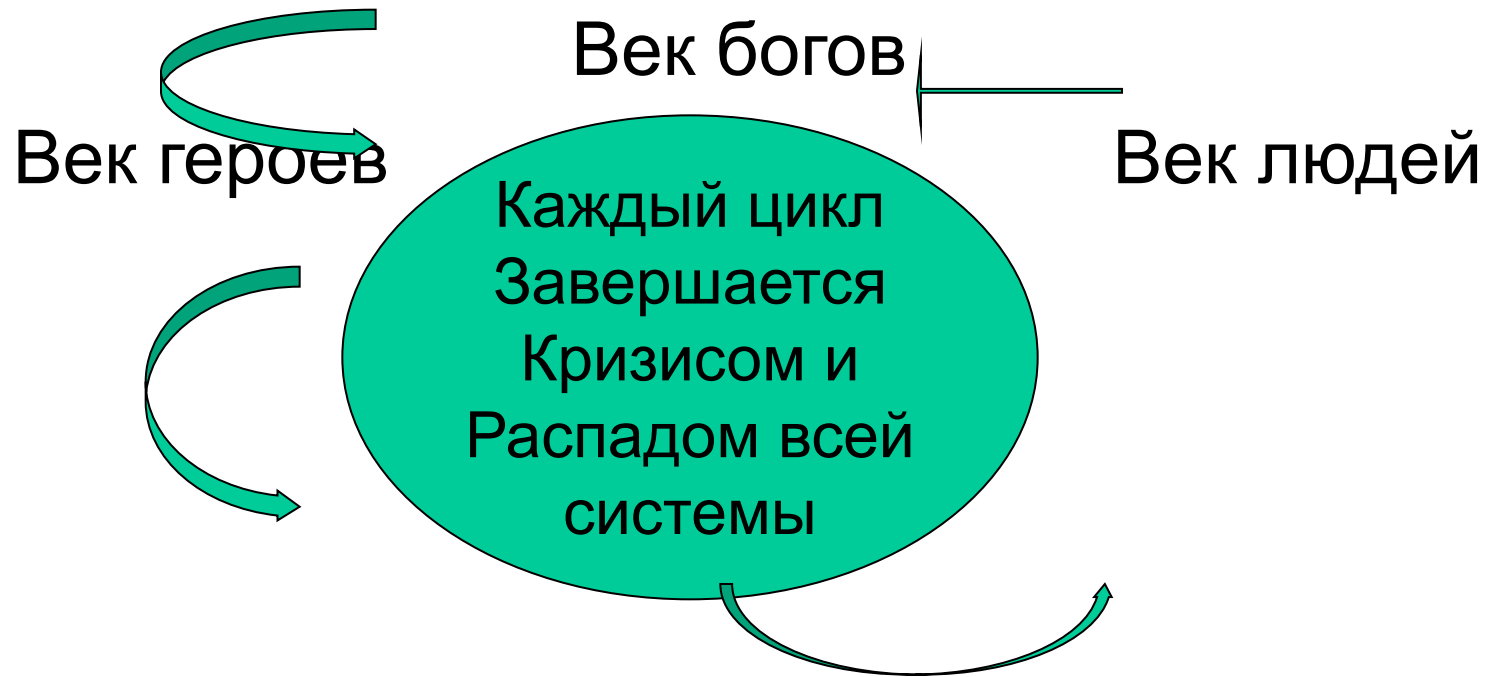 Век богов
Век героев
Век людей
Каждый цикл
Завершается
Кризисом и
Распадом всей
системы